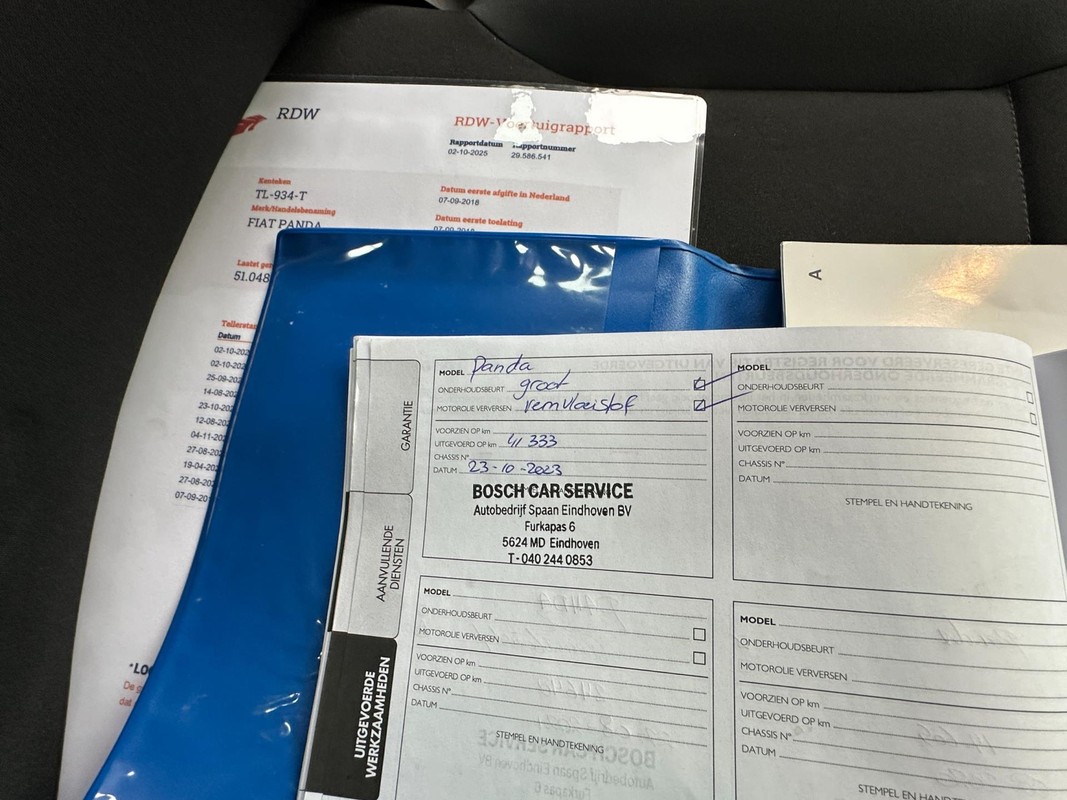 RDW
RDW-Voertuigrapport
Rapportdatum Rapportnummer
02-10-2025 29.586.541
Kenteken
TL-934-T
Merk/Handelsbenaming
FIAT PANDA
Datum eerste afgifte in Nederland
07-09-2018
Datum eerste toelating
07-09-2018
51.048
Datum
02-10-202
02-10-202
25-09-202
14-08-202
23-10-202
12-08-202
04-11-202
27-08-202
19-04-202
27-08-202
07-09-20
De g
dat
A
GARANTIE
AANVULLENDE
DIENSTEN
UITGEVOERDE
WERKZAAMHEDEN
MODEL Panda
ONDERHOUDSBEURT groot
MOTOROLIE VERVERSEN remvloeistof
VOORZIEN OP km
UITGEVOERD OP km 41 333
CHASSIS N°
DATUM 23-10-2023
BOSCH CAR SERVICE
Autobedrijf Spaan Eindhoven BV
Furkapas 6
5624 MD Eindhoven
T - 040 244 0853
MODEL
ONDERHOUDSBEURT
MOTOROLIE VERVERSEN
VOORZIEN OP km
UITGEVOERD OP km
CHASSIS N°
DATUM
STEMPEL EN HANDTEKENING
MODEL
ONDERHOUDSBEURT
MOTOROLIE VERVERSEN
VOORZIEN OP km
UITGEVOERD OP km
CHASSIS N°
DATUM
STEMPEL EN HANDTEKENING
MODEL
ONDERHOUDSBEURT
MOTOROLIE VERVERSEN
VOORZIEN OP km
UITGEVOERD OP km
CHASSIS N°
DATUM
STEMPEL EN HANDTEK